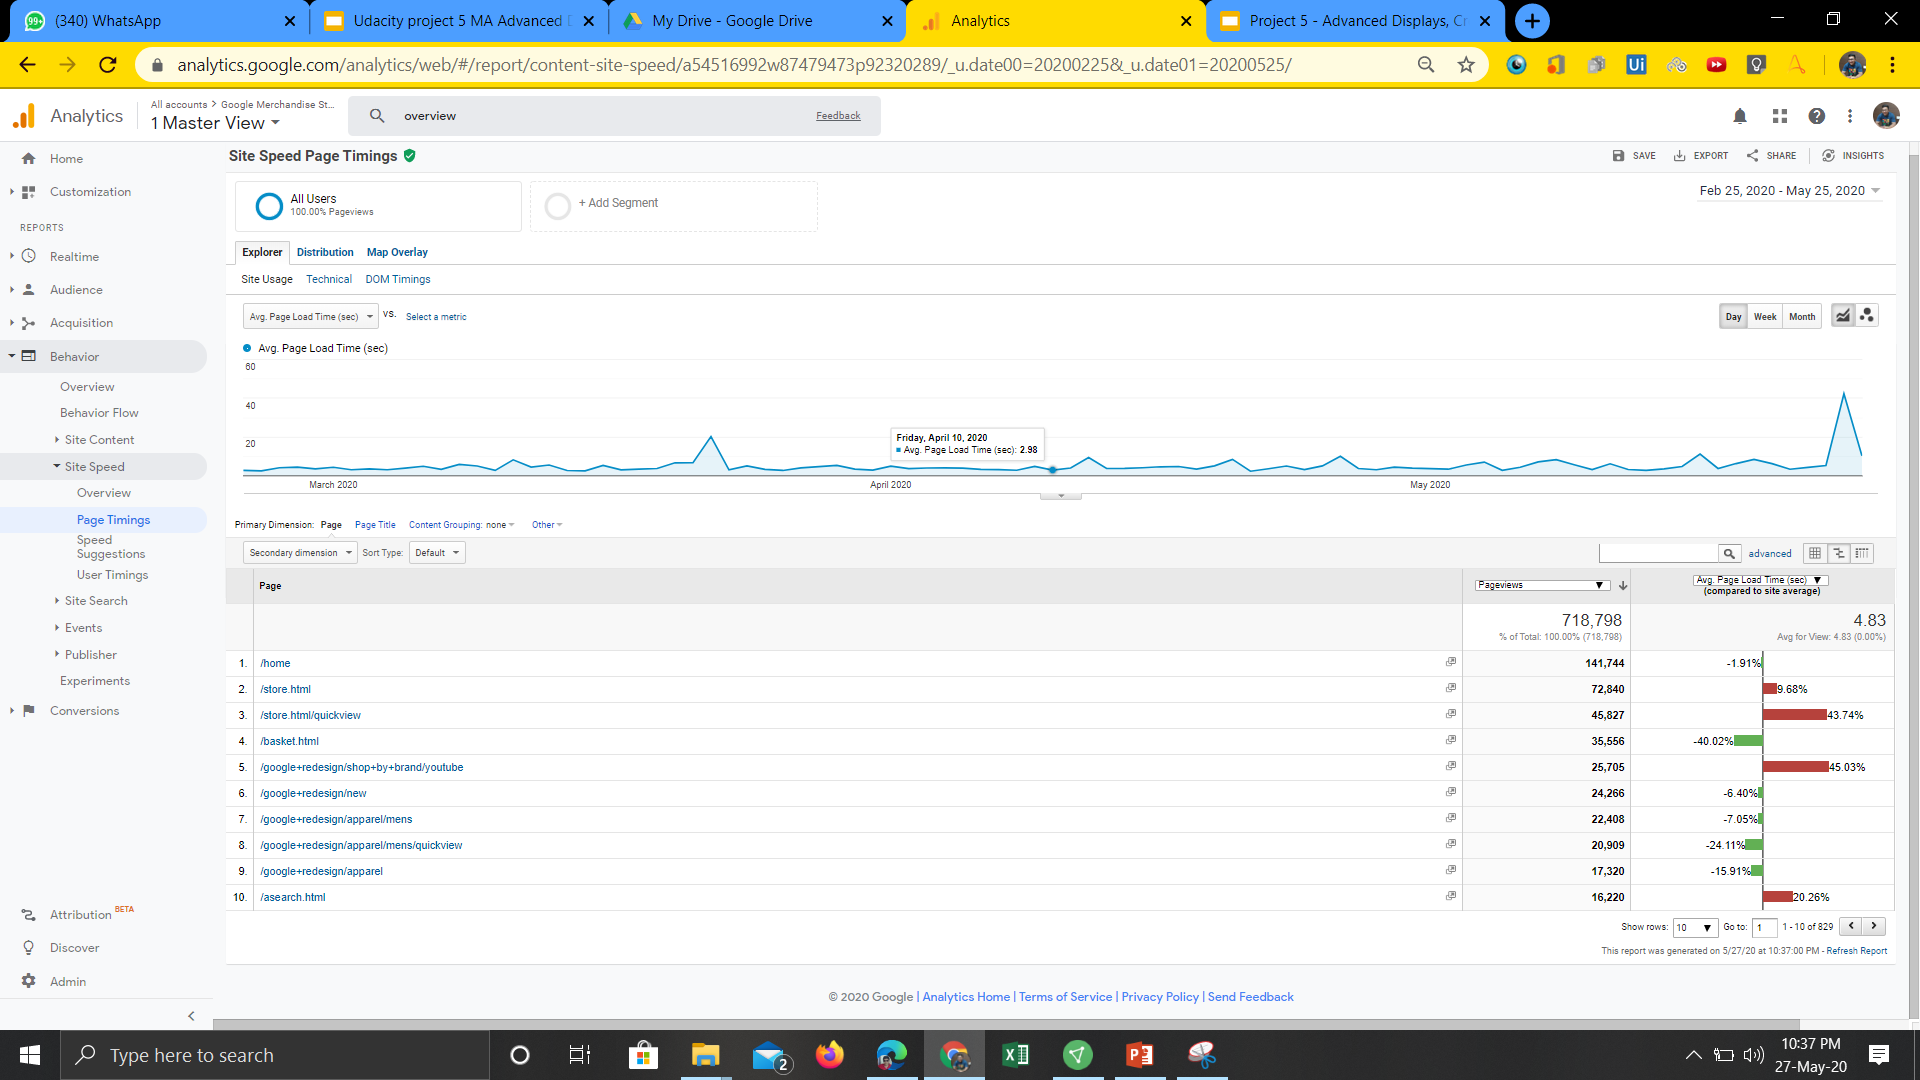 (340) WhatsApp
Udacity project 5 MA Advanced D
My Drive - Google Drive
Analytics
Project 5 - Advanced Displays, Cr
analytics.google.com/analytics/web/#/report/content-site-speed/a54516992w87479473p92320289/_u.date00=20200225&_u.date01=20200525/
Analytics
All accounts > Google Merchandise St...
1 Master View
overview
Feedback
Home
Customization
REPORTS
Realtime
Audience
Acquisition
Behavior
Overview
Behavior Flow
Site Content
Site Speed
Overview
Page Timings
Speed
Suggestions
User Timings
Site Search
Events
Publisher
Experiments
Conversions
Attribution BETA
Discover
Admin
Site Speed Page Timings
SAVE
EXPORT
SHARE
INSIGHTS
All Users
100.00% Pageviews
+ Add Segment
Feb 25, 2020 - May 25, 2020
Explorer
Distribution
Map Overlay
Site Usage
Technical
DOM Timings
Avg. Page Load Time (sec)
VS.
Select a metric
Day
Week
Month
Avg. Page Load Time (sec)
60
40
20
Friday, April 10, 2020
Avg. Page Load Time (sec): 2.98
March 2020
April 2020
May 2020
Primary Dimension: Page Page Title Content Grouping: none Other
Secondary dimension Sort Type: Default
advanced
Page
Pageviews
Avg. Page Load Time (sec)
(compared to site average)
718,798
% of Total: 100.00% (718,798)
4.83
Avg for View: 4.83 (0.00%)
1. /home 141,744 -1.91%
2. /store.html 72,840 9.68%
3. /store.html/quickview 45,827 43.74%
4. /basket.html 35,556 -40.02%
5. /google+redesign/shop+by+brand/youtube 25,705 45.03%
6. /google+redesign/new 24,266 -6.40%
7. /google+redesign/apparel/mens 22,408 -7.05%
8. /google+redesign/apparel/mens/quickview 20,909 -24.11%
9. /google+redesign/apparel 17,320 -15.91%
10. /asearch.html 16,220 20.26%
Show rows: 10 Go to: 1 1 - 10 of 829
This report was generated on 5/27/20 at 10:37:00 PM - Refresh Report
© 2020 Google | Analytics Home | Terms of Service | Privacy Policy | Send Feedback
Type here to search
2
10:37 PM
27-May-20